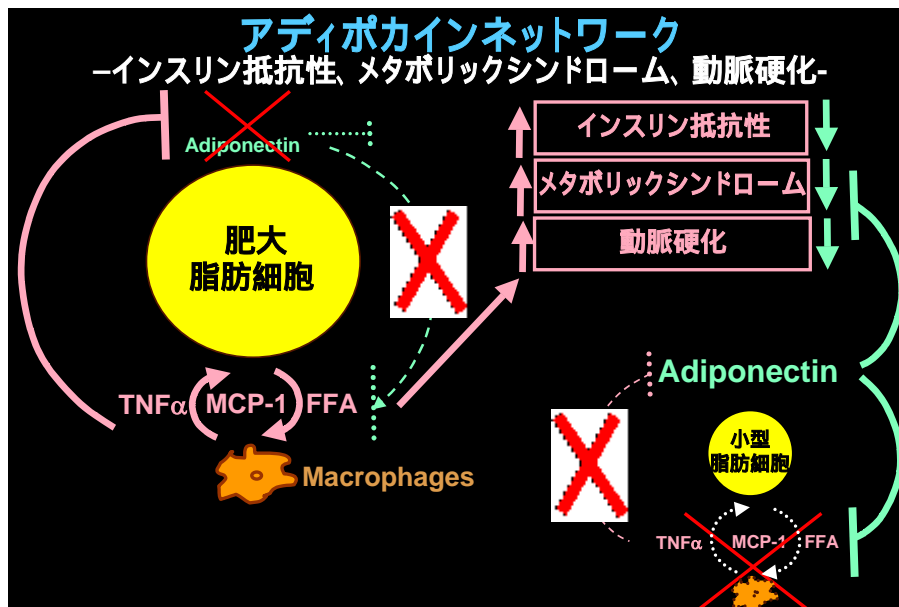 アディポカインネットワーク
–インスリン抵抗性、メタボリックシンドローム、動脈硬化-
Adiponectin
肥大
脂肪細胞
TNFα MCP-1 FFA
Macrophages
インスリン抵抗性
メタボリックシンドローム
動脈硬化
Adiponectin
小型
脂肪細胞
TNFα MCP-1 FFA